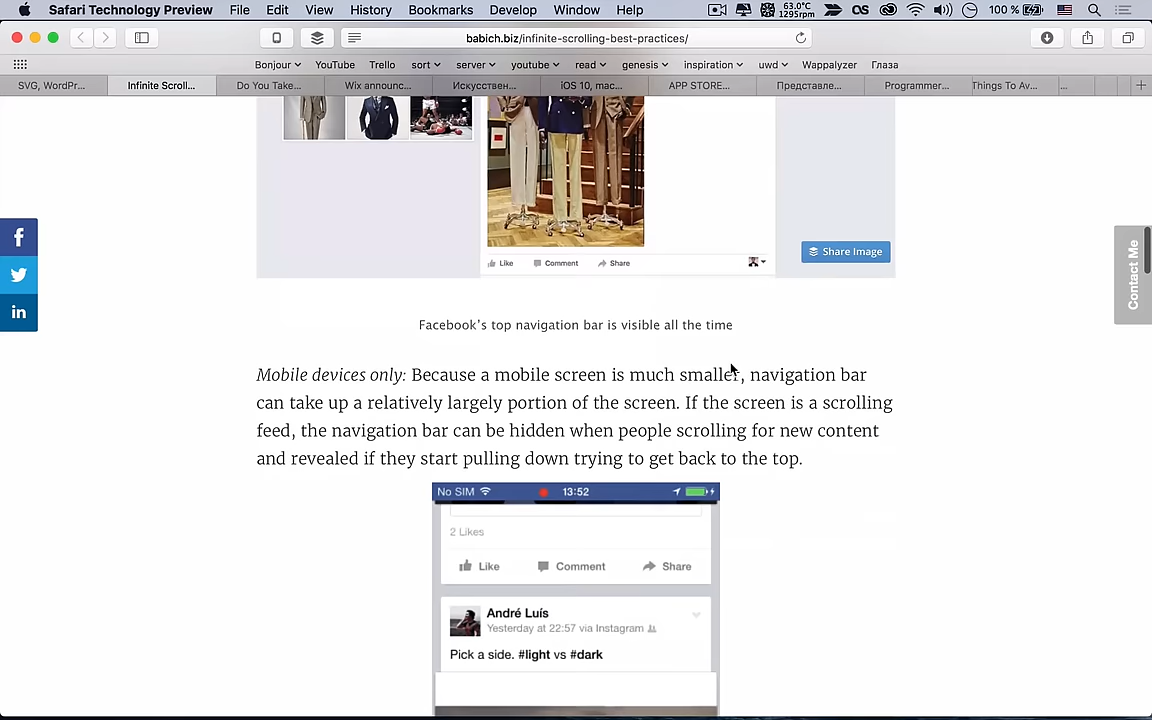 Safari Technology Preview File Edit View History Bookmarks Develop Window Help 63.0°C 1295rpm OS 100 %
babich.biz/infinite-scrolling-best-practices/
Bonjour YouTube Trello sort server youtube read genesis inspiration uwd Wappalyzer Глаза
SVG, WordPr... Infinite Scroll... Do You Take... Wix announc... Искусствен... iOS 10, mac... APP STORE... Представле... Programmer... Things To Av... ...
f
in
Contact Me
Share Image
Like Comment Share
Facebook's top navigation bar is visible all the time
Mobile devices only: Because a mobile screen is much smaller, navigation bar
can take up a relatively largely portion of the screen. If the screen is a scrolling
feed, the navigation bar can be hidden when people scrolling for new content
and revealed if they start pulling down trying to get back to the top.
No SIM 13:52
2 Likes
Like Comment Share
André Luís
Yesterday at 22:57 via Instagram
Pick a side. #light vs #dark